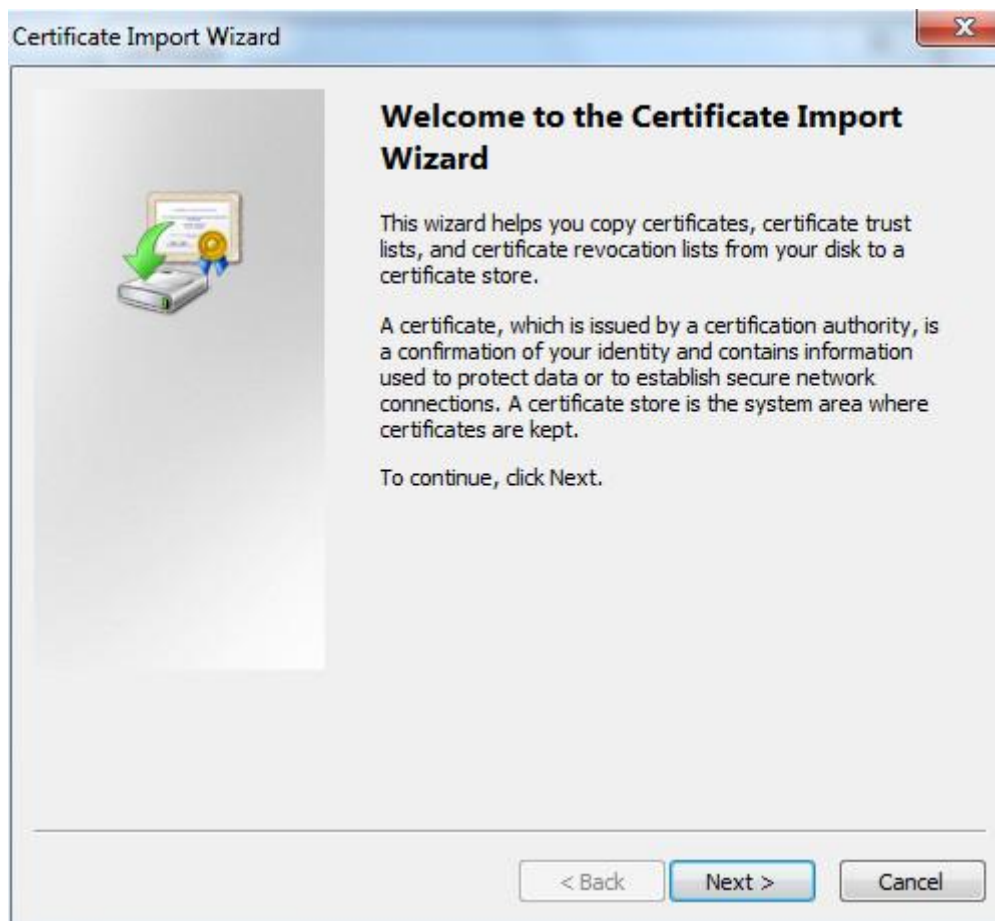 Certificate Import Wizard
Welcome to the Certificate Import
Wizard
This wizard helps you copy certificates, certificate trust
lists, and certificate revocation lists from your disk to a
certificate store.
A certificate, which is issued by a certification authority, is
a confirmation of your identity and contains information
used to protect data or to establish secure network
connections. A certificate store is the system area where
certificates are kept.
To continue, click Next.
< Back Next > Cancel